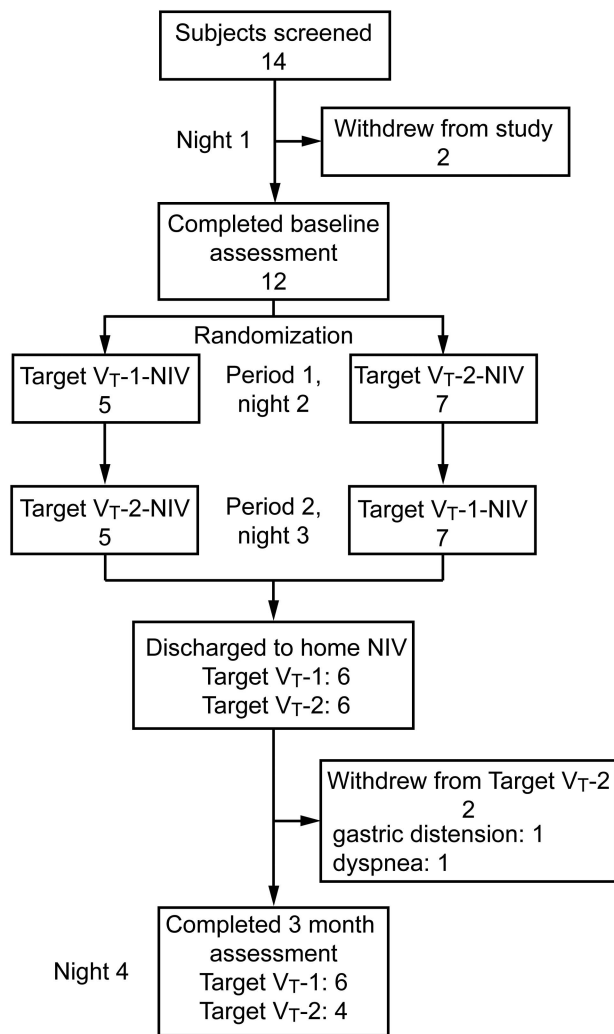 Subjects screened
14
Night 1
Withdrew from study
2
Completed baseline
assessment
12
Randomization
Target VT-1-NIV
5
Period 1,
night 2
Target VT-2-NIV
7
Target VT-2-NIV
5
Period 2,
night 3
Target VT-1-NIV
7
Discharged to home NIV
Target VT-1: 6
Target VT-2: 6
Withdrew from Target VT-2
2
gastric distension: 1
dyspnea: 1
Night 4
Completed 3 month
assessment
Target VT-1: 6
Target VT-2: 4